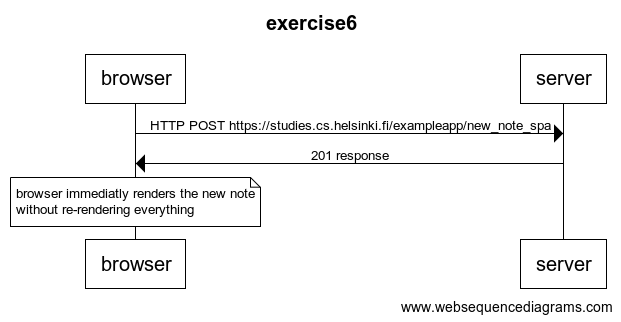 exercise6
browser
server
HTTP POST https://studies.cs.helsinki.fi/exampleapp/new_note_spa
201 response
browser immediatly renders the new note
without re-rendering everything
browser
server
www.websequencediagrams.com